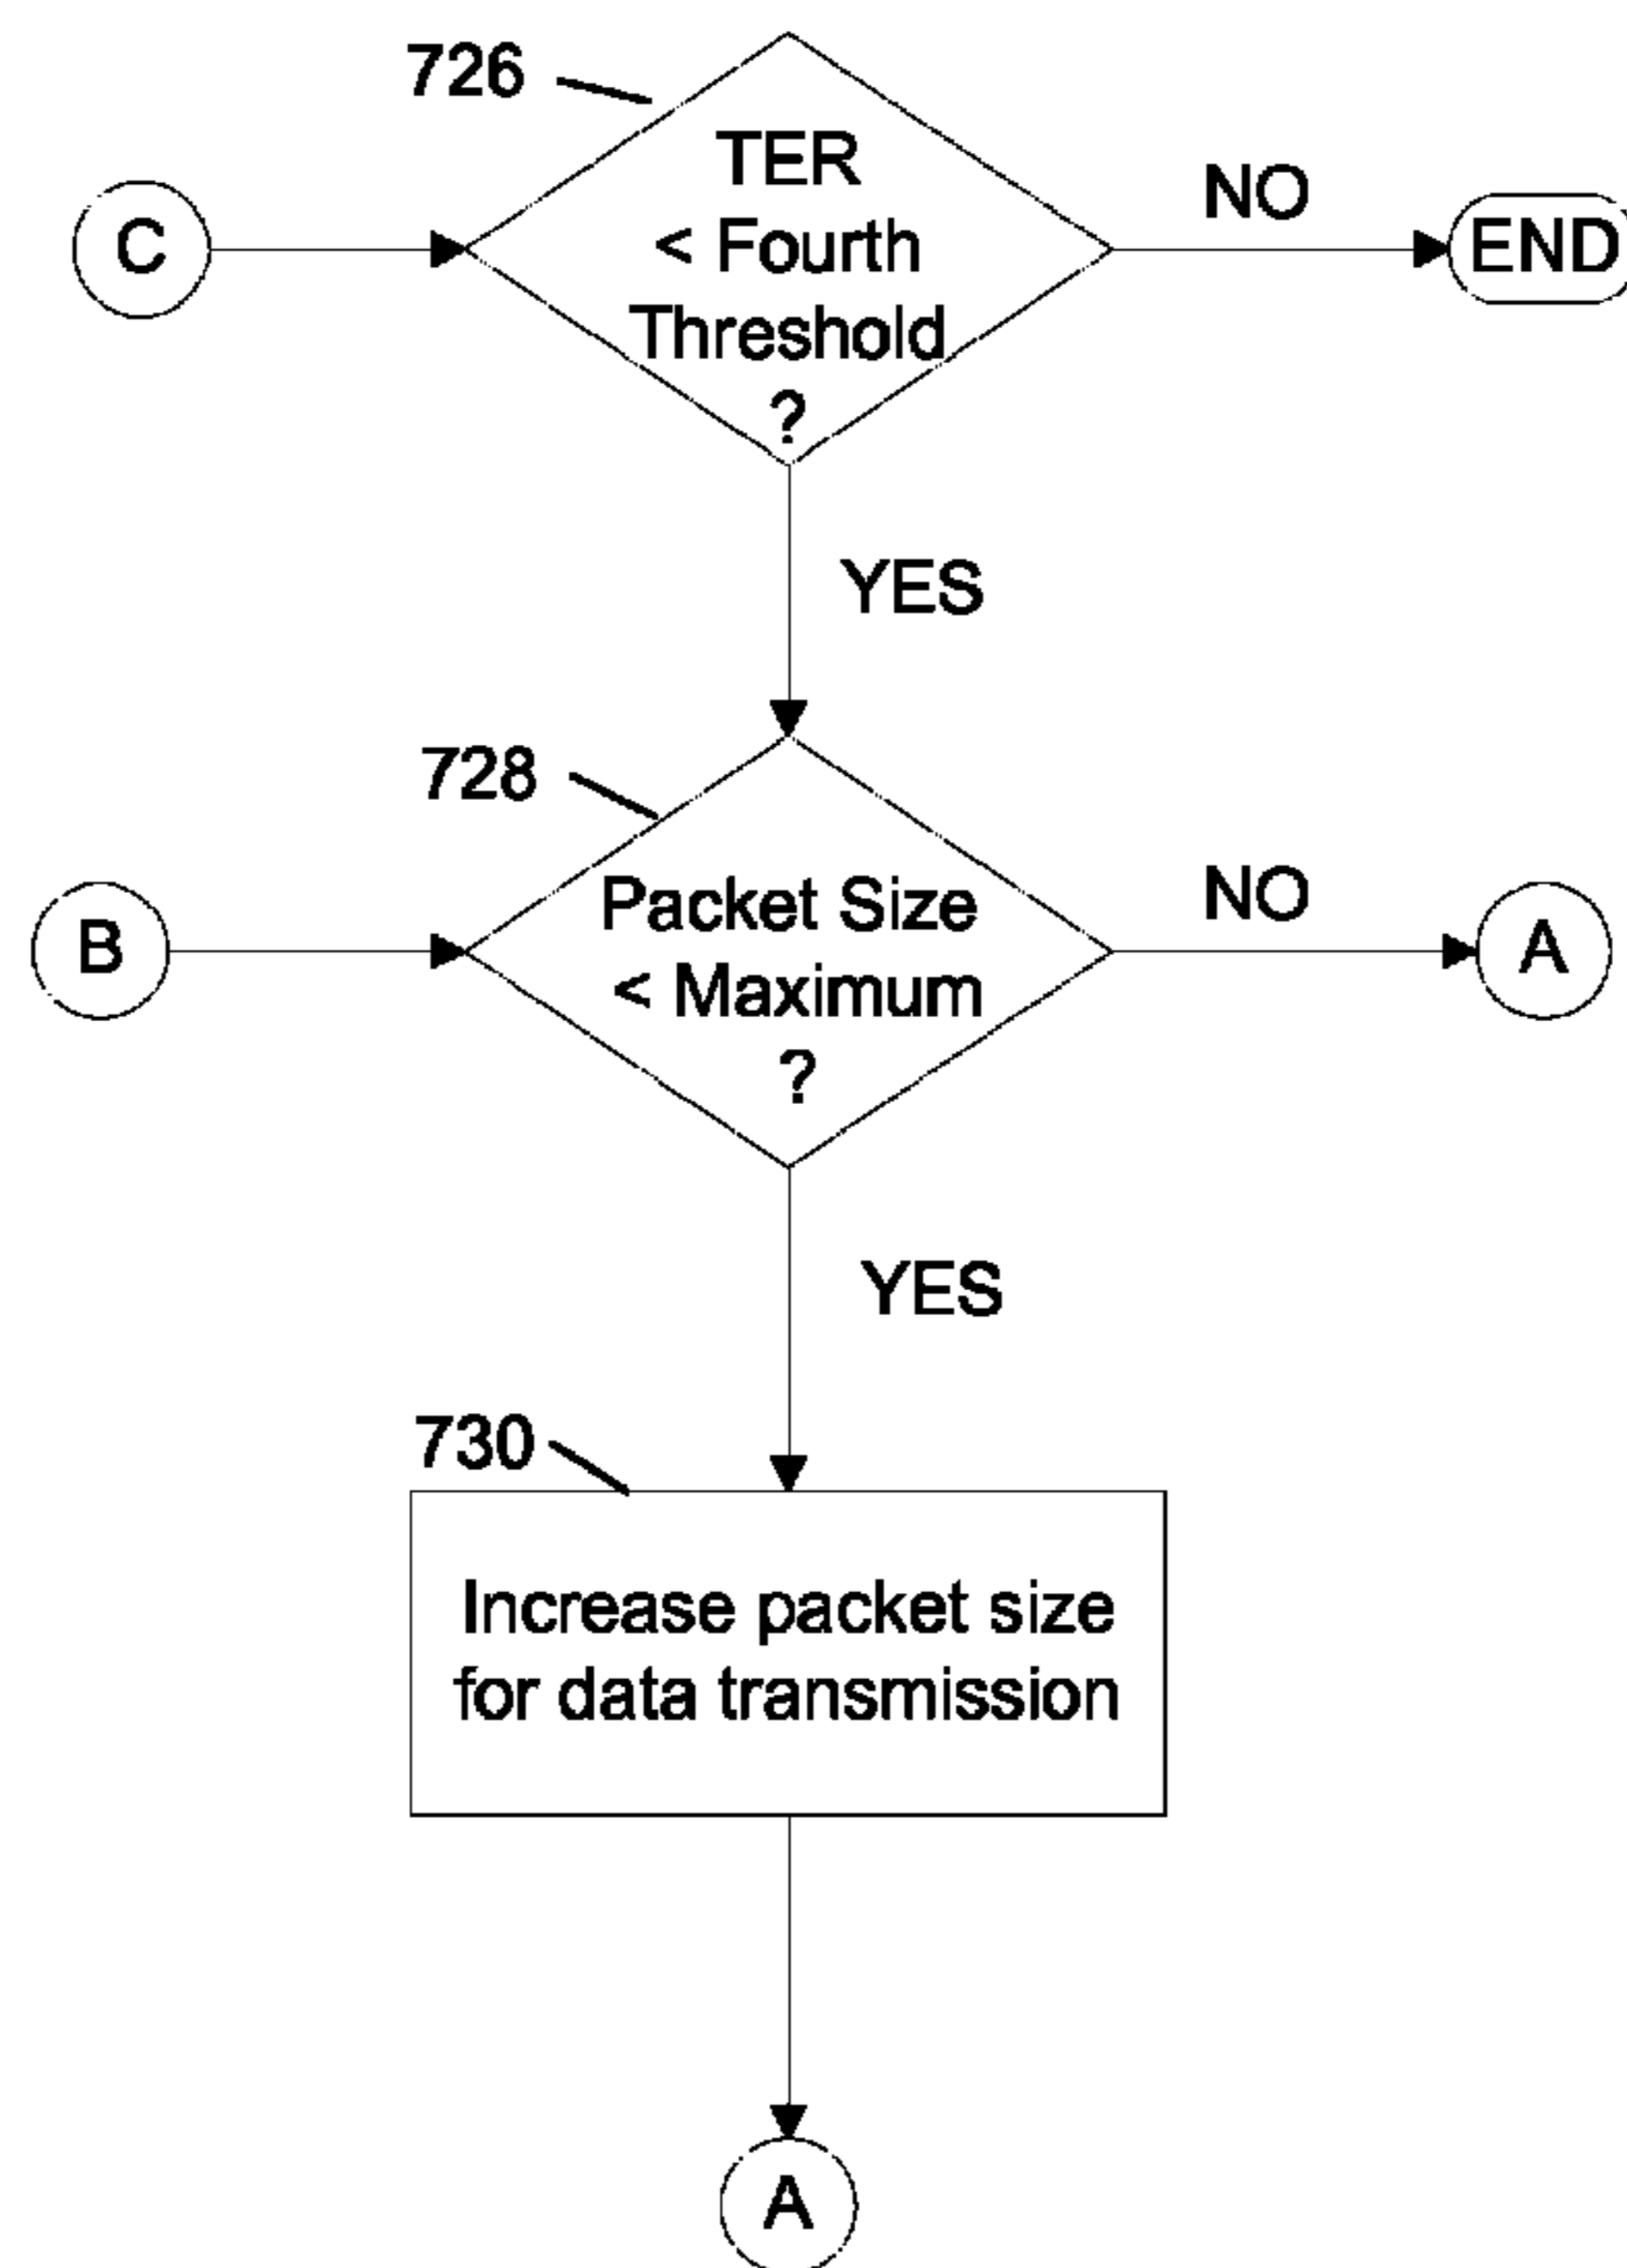 726
TER
< Fourth
Threshold
?
C
NO
END
YES
728
Packet Size
< Maximum
?
B
NO
A
YES
730
Increase packet size
for data transmission
A